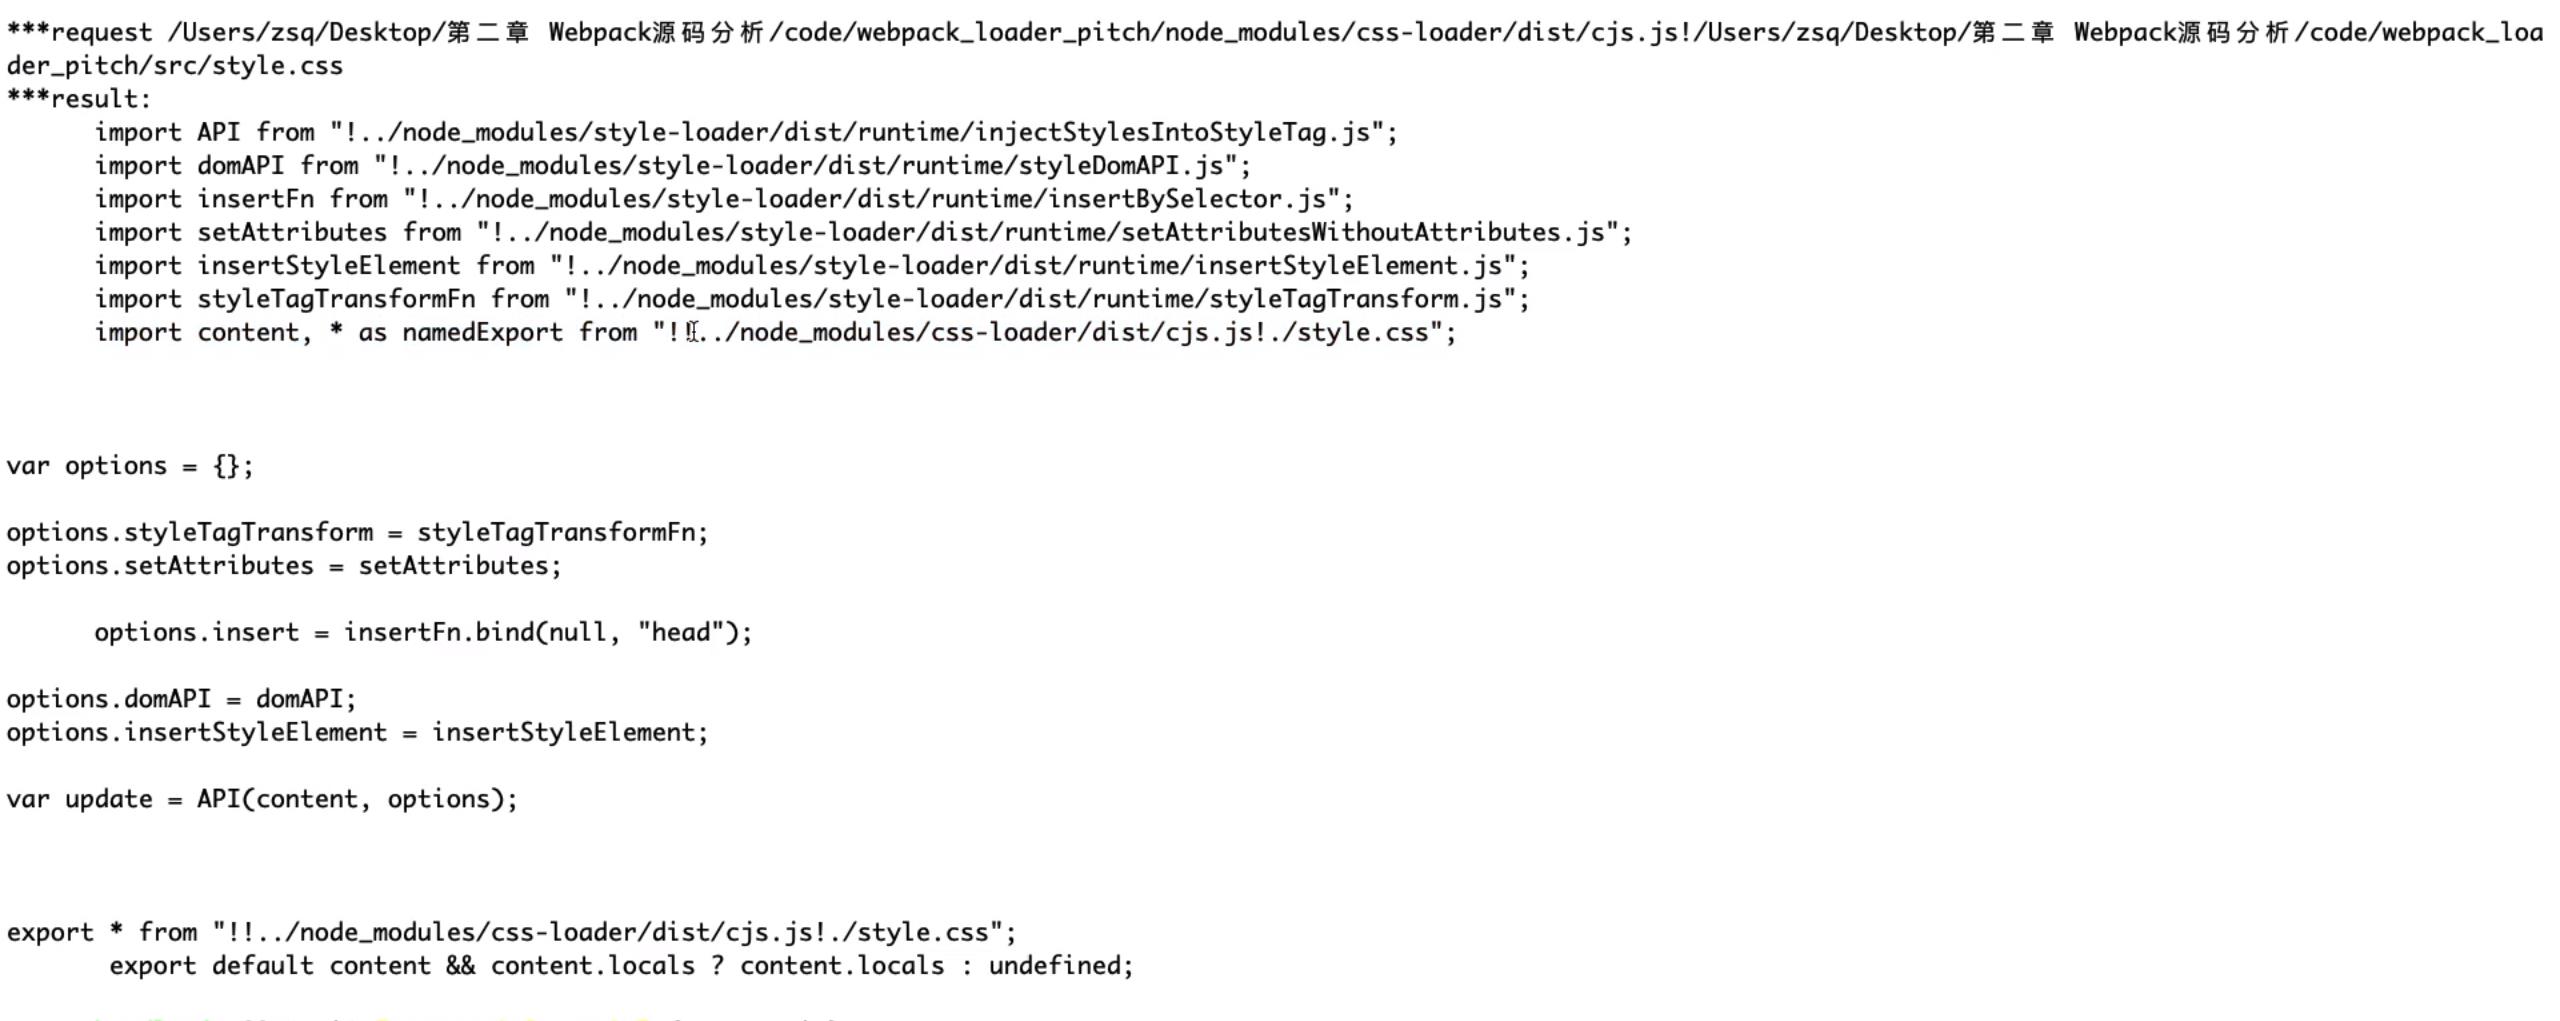 ***request /Users/zsq/Desktop/第二章 Webpack源码分析/code/webpack_loader_pitch/node_modules/css-loader/dist/cjs.js!/Users/zsq/Desktop/第二章 Webpack源码分析/code/webpack_loa
der_pitch/src/style.css
***result:
      import API from "!../node_modules/style-loader/dist/runtime/injectStylesIntoStyleTag.js";
      import domAPI from "!../node_modules/style-loader/dist/runtime/styleDomAPI.js";
      import insertFn from "!../node_modules/style-loader/dist/runtime/insertBySelector.js";
      import setAttributes from "!../node_modules/style-loader/dist/runtime/setAttributesWithoutAttributes.js";
      import insertStyleElement from "!../node_modules/style-loader/dist/runtime/insertStyleElement.js";
      import styleTagTransformFn from "!../node_modules/style-loader/dist/runtime/styleTagTransform.js";
      import content, * as namedExport from "!!../node_modules/css-loader/dist/cjs.js!./style.css";
var options = {};
options.styleTagTransform = styleTagTransformFn;
options.setAttributes = setAttributes;
      options.insert = insertFn.bind(null, "head");
options.domAPI = domAPI;
options.insertStyleElement = insertStyleElement;
var update = API(content, options);
export * from "!!../node_modules/css-loader/dist/cjs.js!./style.css";
       export default content && content.locals ? content.locals : undefined;